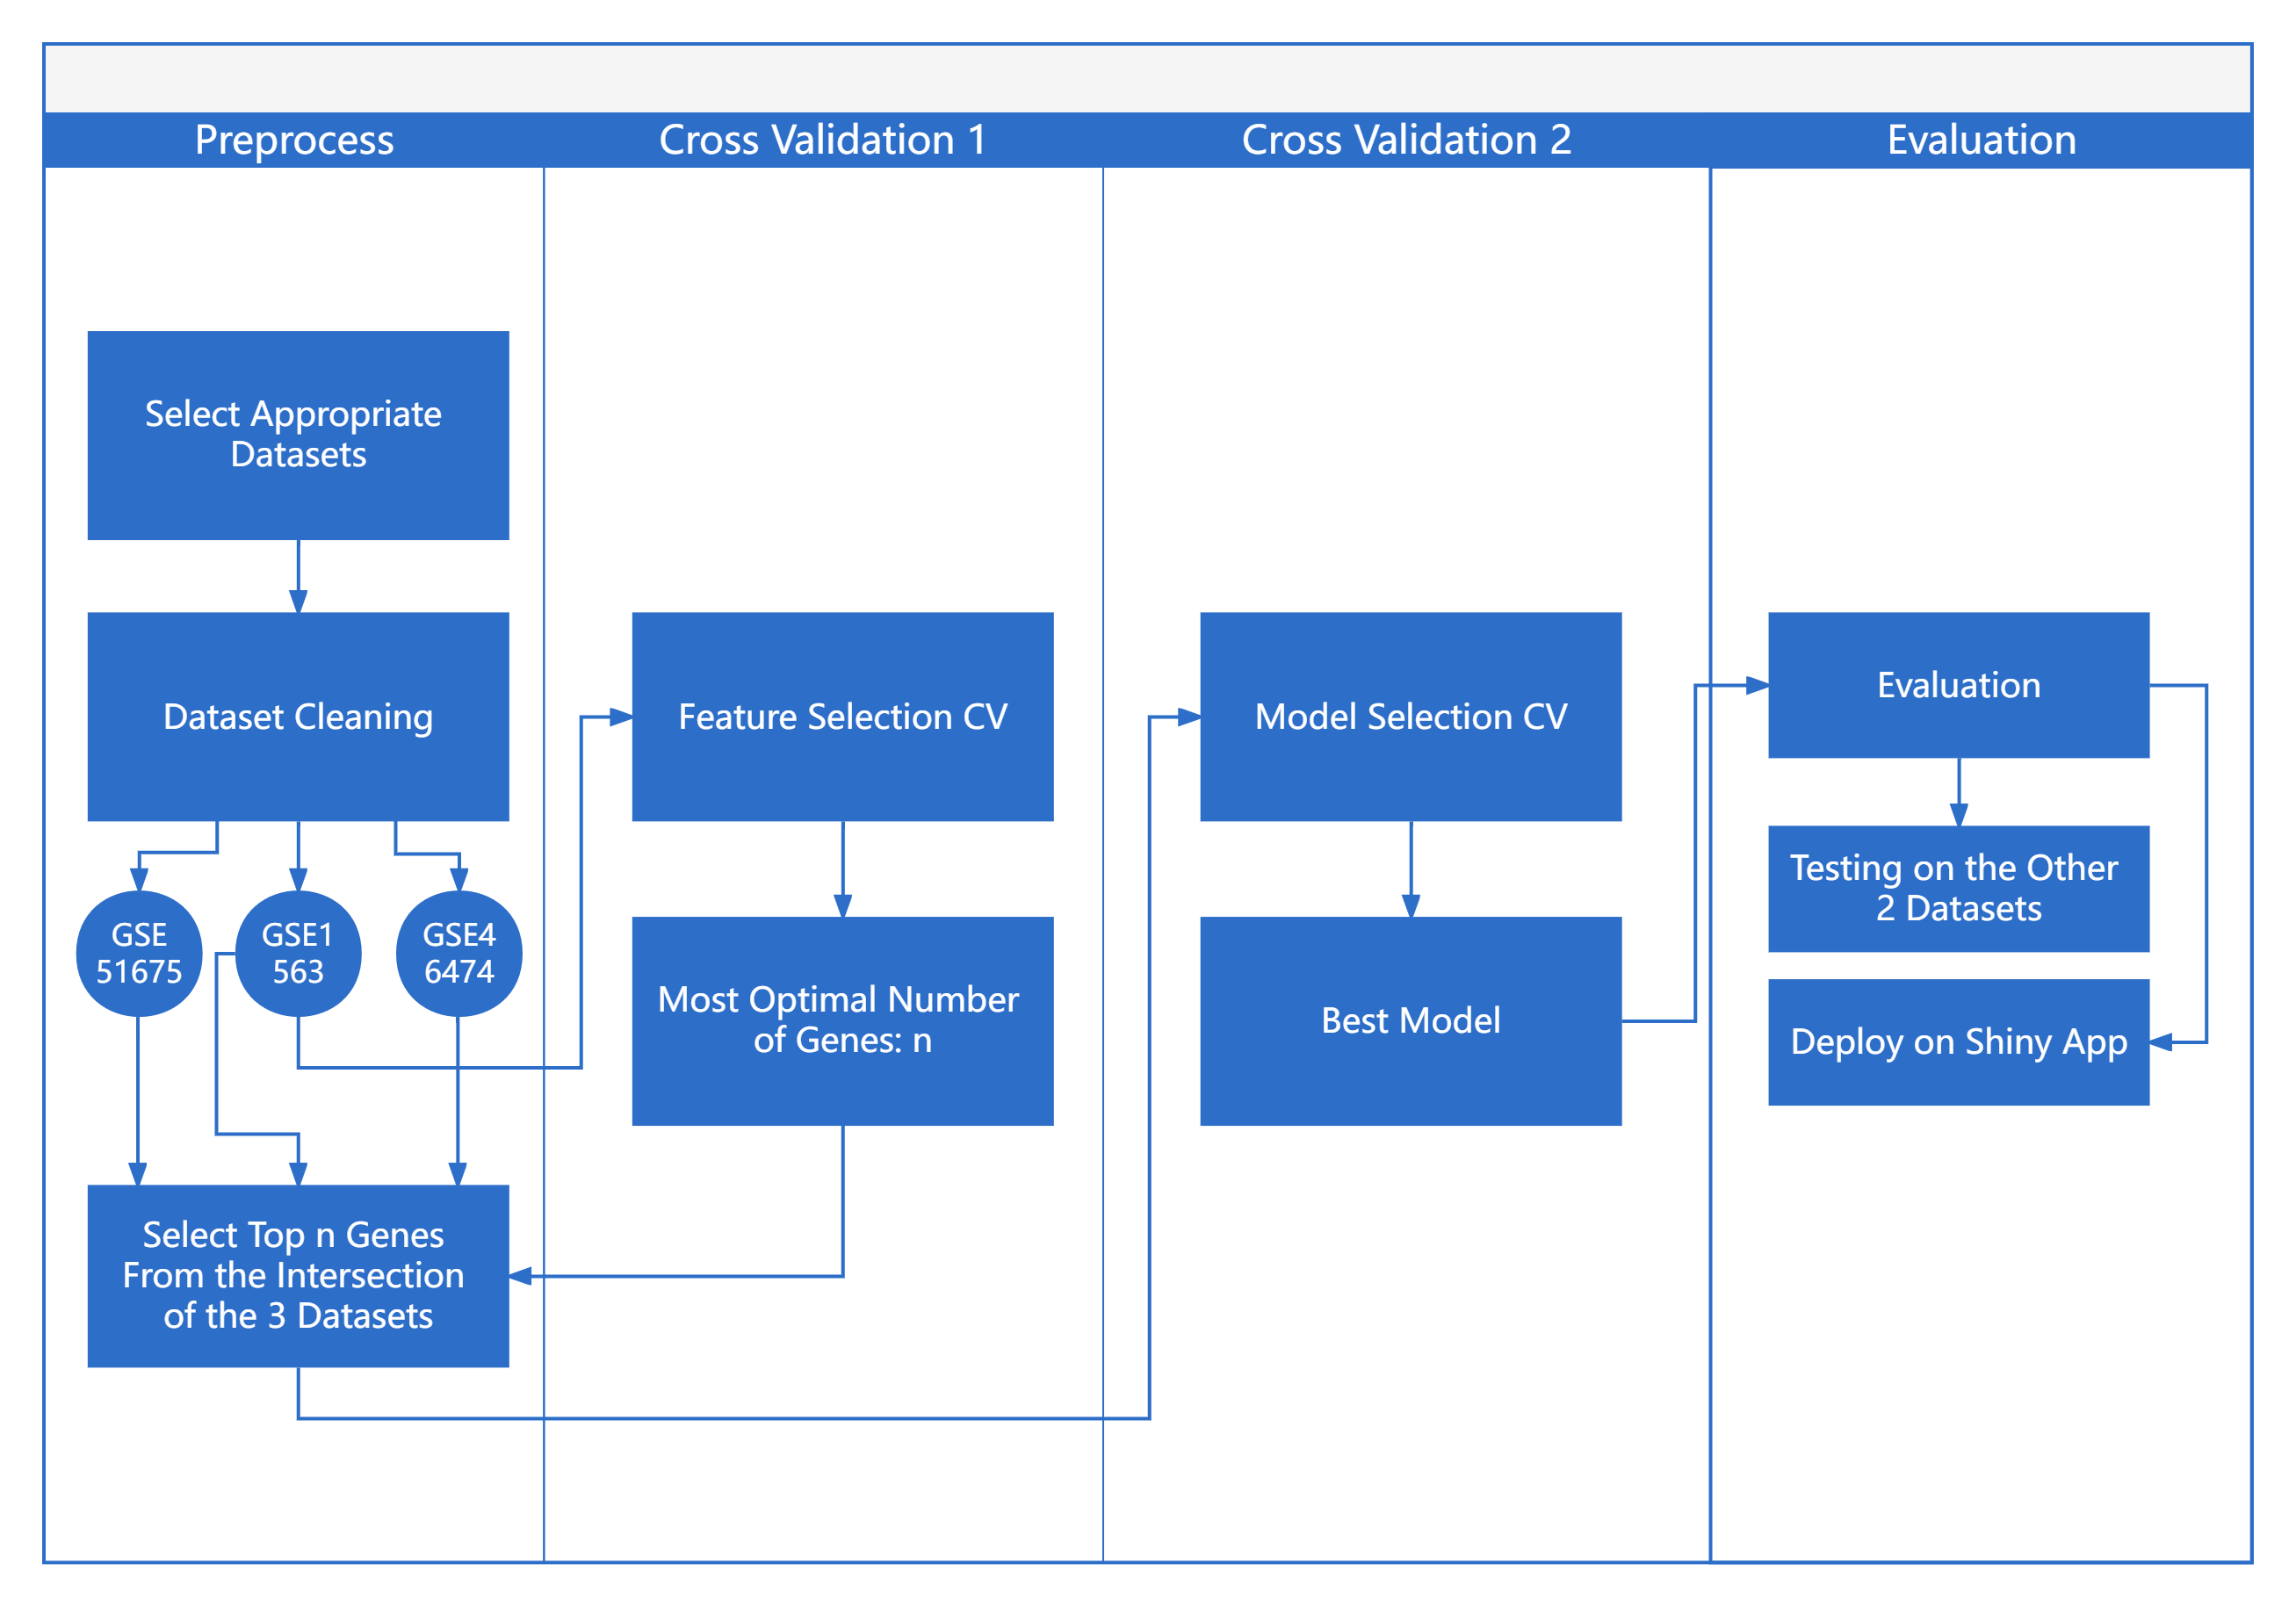 Preprocess
Cross Validation 1
Cross Validation 2
Evaluation
Select Appropriate
Datasets
Dataset Cleaning
GSE
51675
GSE1
563
GSE4
6474
Select Top n Genes
From the Intersection
of the 3 Datasets
Feature Selection CV
Most Optimal Number
of Genes: n
Model Selection CV
Best Model
Evaluation
Testing on the Other
2 Datasets
Deploy on Shiny App